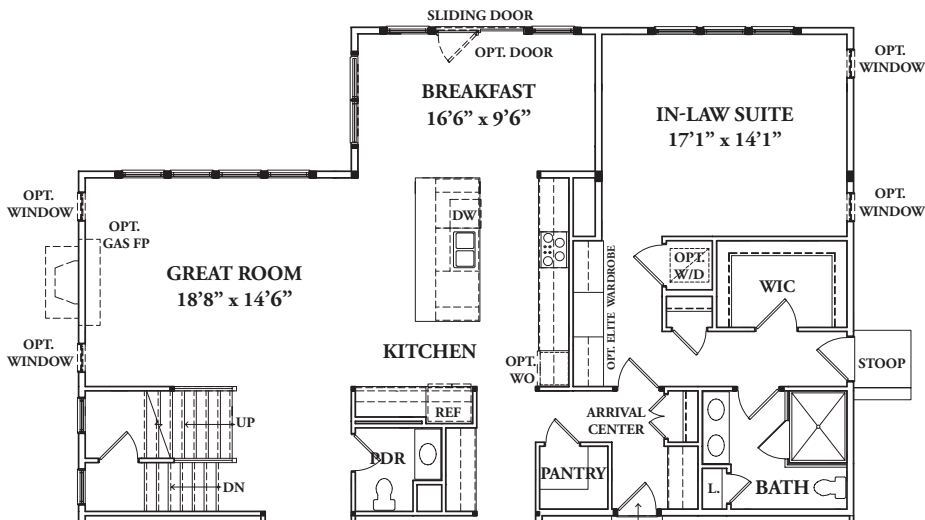 SLIDING DOOR
OPT. DOOR
OPT.
WINDOW
BREAKFAST
16'6” x 9'6”
IN-LAW SUITE
17'1” x 14'1”
OPT.
WINDOW
OPT.
WINDOW
OPT.
GAS FP
DW
GREAT ROOM
18'8” x 14'6”
OPT.
W/D
WIC
OPT. ELITE WARDROBE
OPT.
WINDOW
KITCHEN
OPT.
WO
STOOP
REF
UP
ARRIVAL
CENTER
PDR
PANTRY
DN
L.
BATH